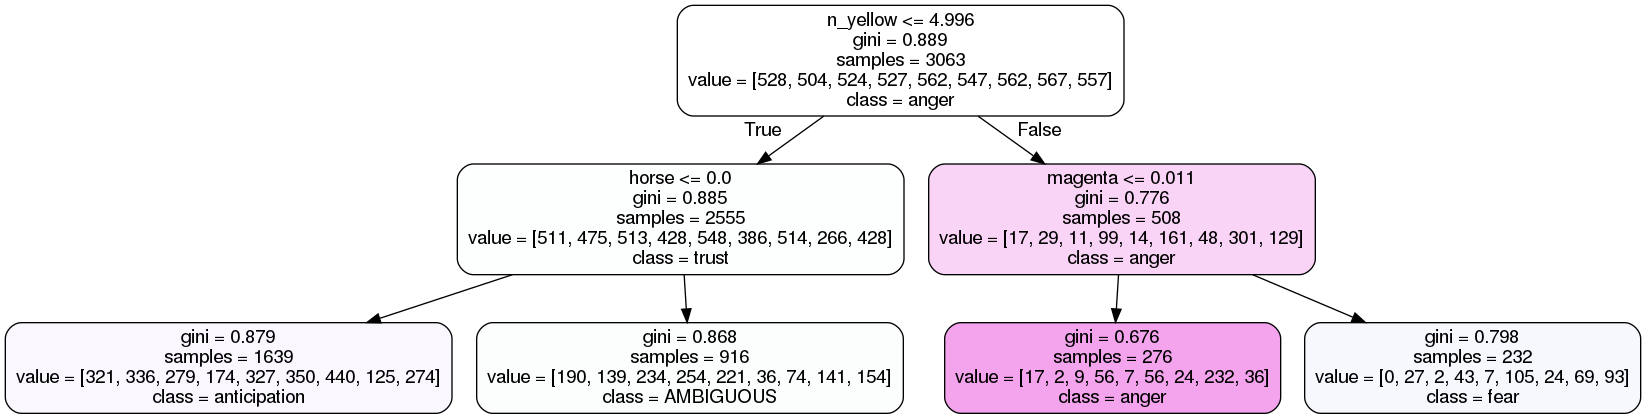 n_yellow <= 4.996
gini = 0.889
samples = 3063
value = [528, 504, 524, 527, 562, 547, 562, 567, 557]
class = anger
True
False
horse <= 0.0
gini = 0.885
samples = 2555
value = [511, 475, 513, 428, 548, 386, 514, 266, 428]
class = trust
magenta <= 0.011
gini = 0.776
samples = 508
value = [17, 29, 11, 99, 14, 161, 48, 301, 129]
class = anger
gini = 0.879
samples = 1639
value = [321, 336, 279, 174, 327, 350, 440, 125, 274]
class = anticipation
gini = 0.868
samples = 916
value = [190, 139, 234, 254, 221, 36, 74, 141, 154]
class = AMBIGUOUS
gini = 0.676
samples = 276
value = [17, 2, 9, 56, 7, 56, 24, 232, 36]
class = anger
gini = 0.798
samples = 232
value = [0, 27, 2, 43, 7, 105, 24, 69, 93]
class = fear